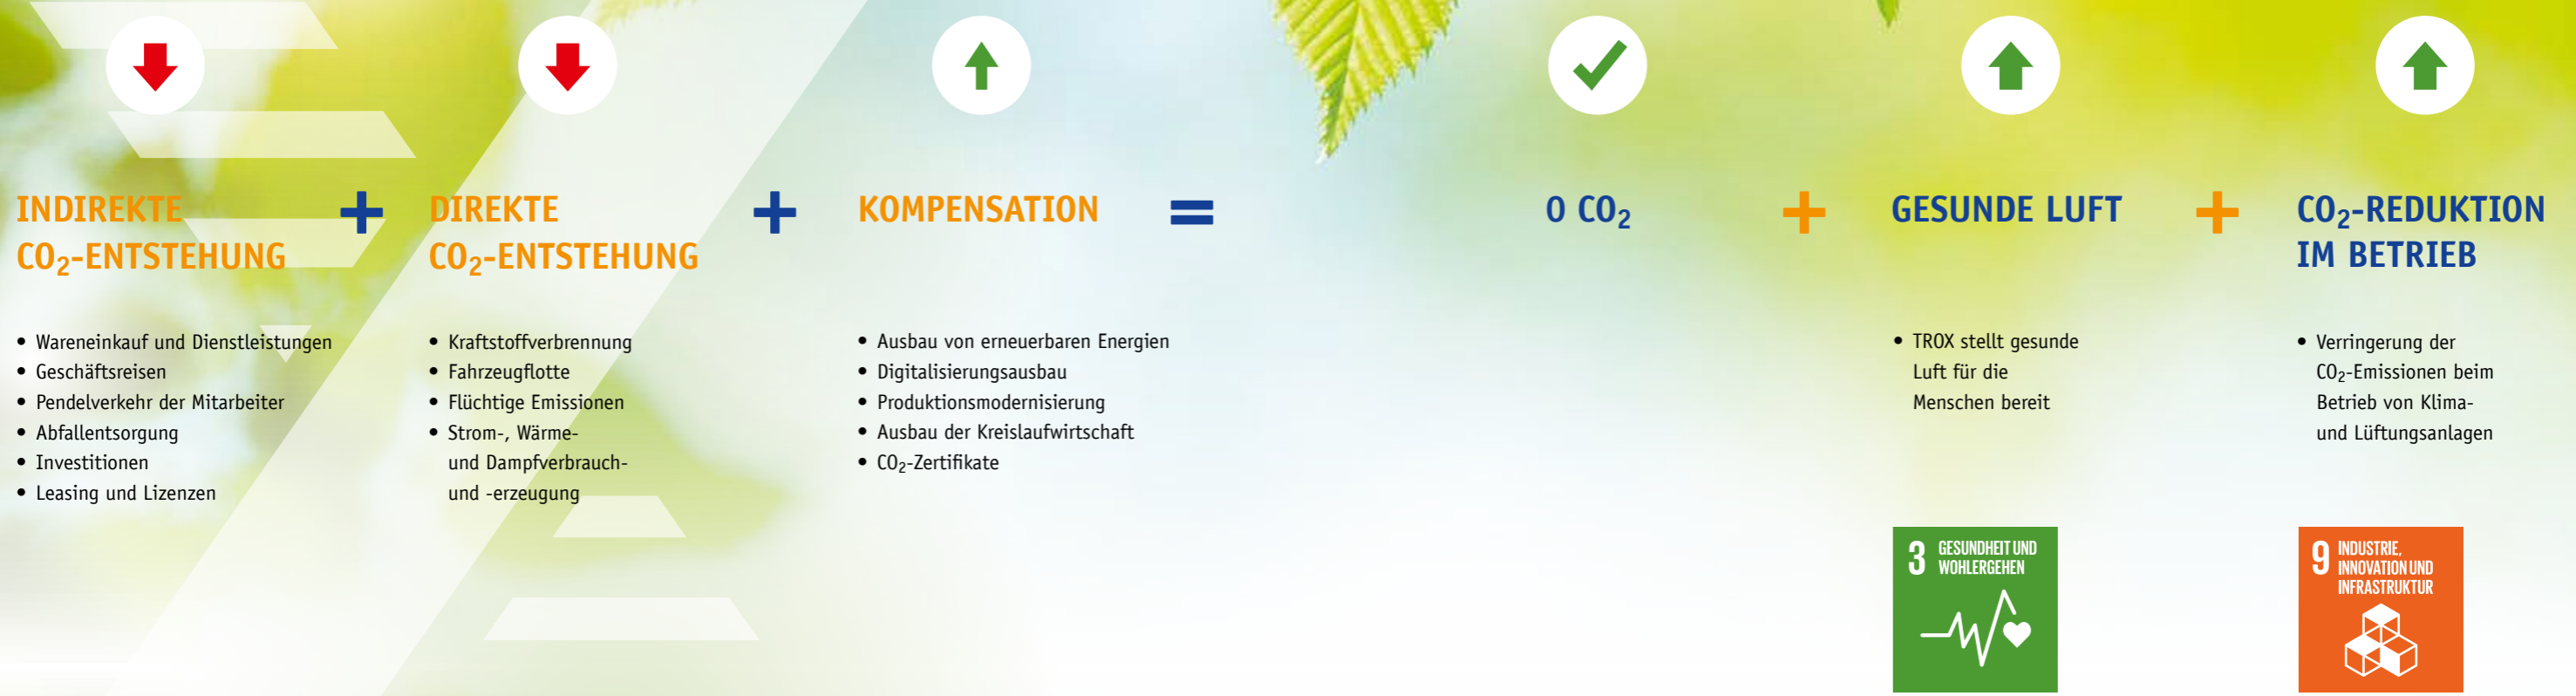 INDIREKTE
CO₂-ENTSTEHUNG
• Wareneinkauf und Dienstleistungen
• Geschäftsreisen
• Pendelverkehr der Mitarbeiter
• Abfallentsorgung
• Investitionen
• Leasing und Lizenzen
+
DIREKTE
CO₂-ENTSTEHUNG
• Kraftstoffverbrennung
• Fahrzeugflotte
• Flüchtige Emissionen
• Strom-, Wärme-
und Dampfverbrauch-
und -erzeugung
+
KOMPENSATION
• Ausbau von erneuerbaren Energien
• Digitalisierungsausbau
• Produktionsmodernisierung
• Ausbau der Kreislaufwirtschaft
• CO₂-Zertifikate
=
0 CO₂
+
GESUNDE LUFT
• TROX stellt gesunde
Luft für die
Menschen bereit
3 GESUNDHEIT UND
WOHLERGEHEN
+
CO₂-REDUKTION
IM BETRIEB
• Verringerung der
CO₂-Emissionen beim
Betrieb von Klima-
und Lüftungsanlagen
9 INDUSTRIE,
INNOVATION UND
INFRASTRUKTUR